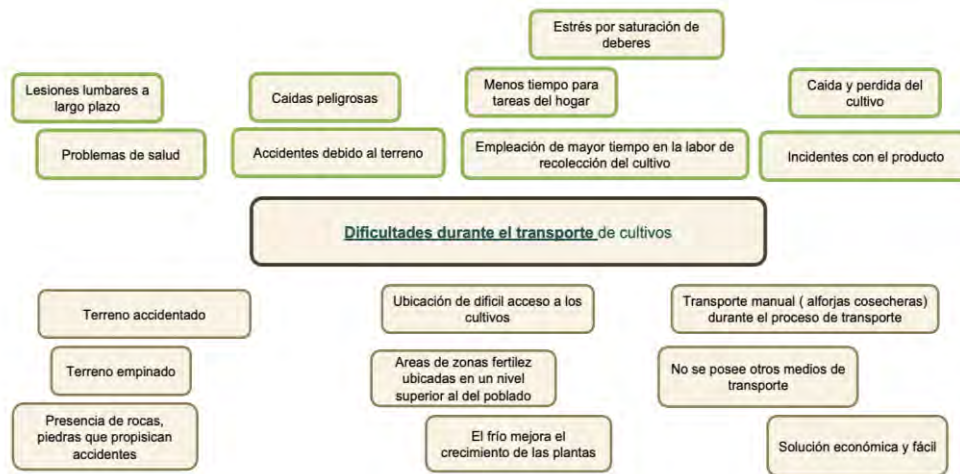 Estrés por saturación de
deberes
Lesiones lumbares a
largo plazo
Caidas peligrosas
Menos tiempo para
tareas del hogar
Caida y perdida del
cultivo
Problemas de salud
Accidentes debido al terreno
Empleación de mayor tiempo en la labor de
recolección del cultivo
Incidentes con el producto
Dificultades durante el transporte de cultivos
Terreno accidentado
Ubicación de dificil acceso a los
cultivos
Transporte manual ( alforjas cosecheras)
durante el proceso de transporte
Terreno empinado
Areas de zonas fertilez
ubicadas en un nivel
superior al del poblado
No se posee otros medios de
transporte
Presencia de rocas,
piedras que propisican
accidentes
El frío mejora el
crecimiento de las plantas
Solución económica y fácil